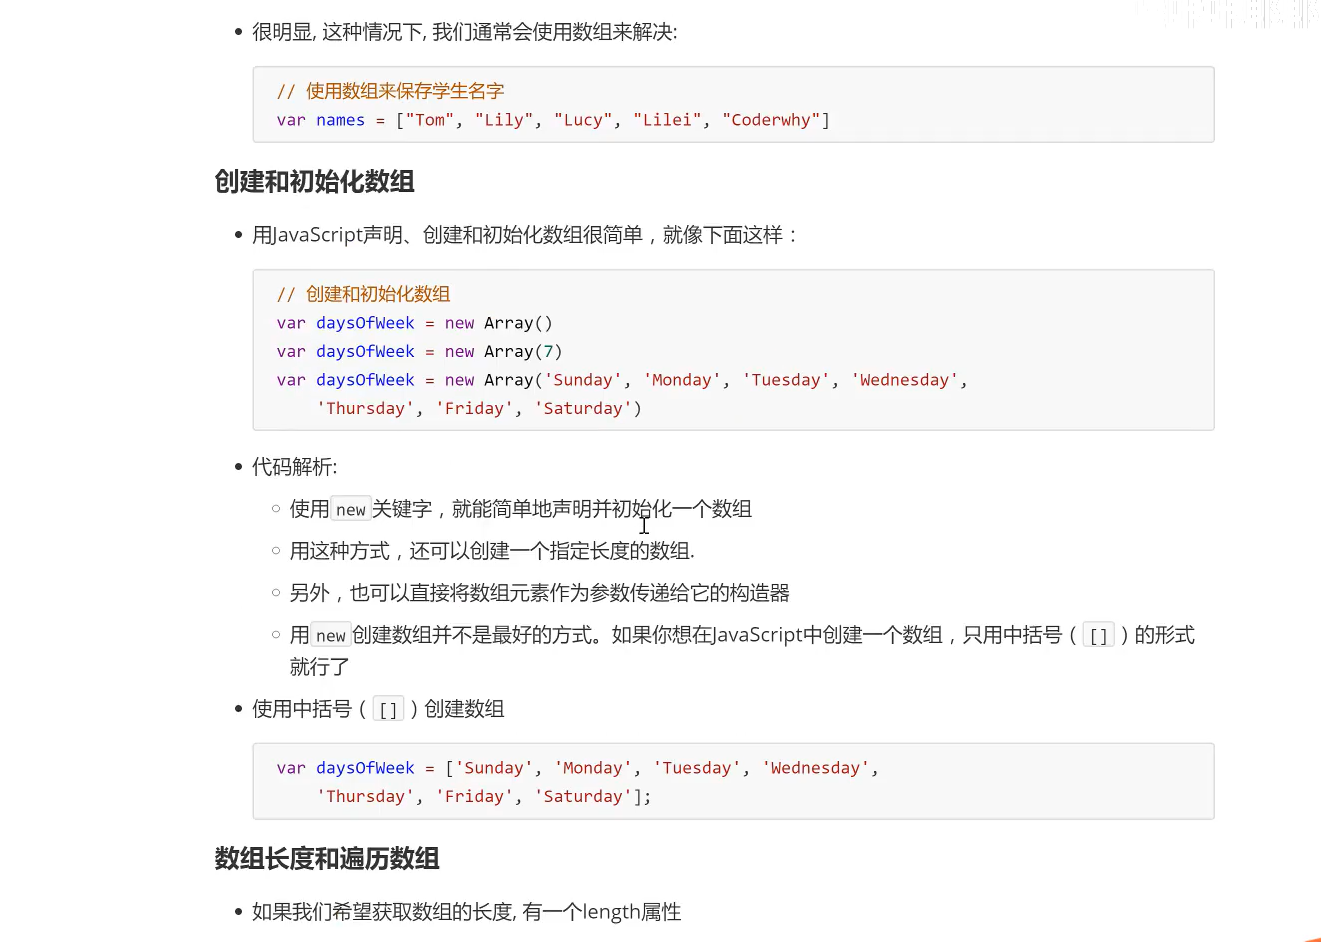 很明显, 这种情况下, 我们通常会使用数组来解决:
// 使用数组来保存学生名字
var names = ["Tom", "Lily", "Lucy", "Lilei", "Coderwhy"]
创建和初始化数组
用JavaScript声明、创建和初始化数组很简单，就像下面这样：
// 创建和初始化数组
var daysOfWeek = new Array()
var daysOfWeek = new Array(7)
var daysOfWeek = new Array('Sunday', 'Monday', 'Tuesday', 'Wednesday',
'Thursday', 'Friday', 'Saturday')
代码解析:
使用new关键字，就能简单地声明并初始化一个数组
用这种方式，还可以创建一个指定长度的数组.
另外，也可以直接将数组元素作为参数传递给它的构造器
用new创建数组并不是最好的方式。如果你想在JavaScript中创建一个数组，只用中括号（[]）的形式
就行了
使用中括号（[]）创建数组
var daysOfWeek = ['Sunday', 'Monday', 'Tuesday', 'Wednesday',
'Thursday', 'Friday', 'Saturday'];
数组长度和遍历数组
如果我们希望获取数组的长度, 有一个length属性